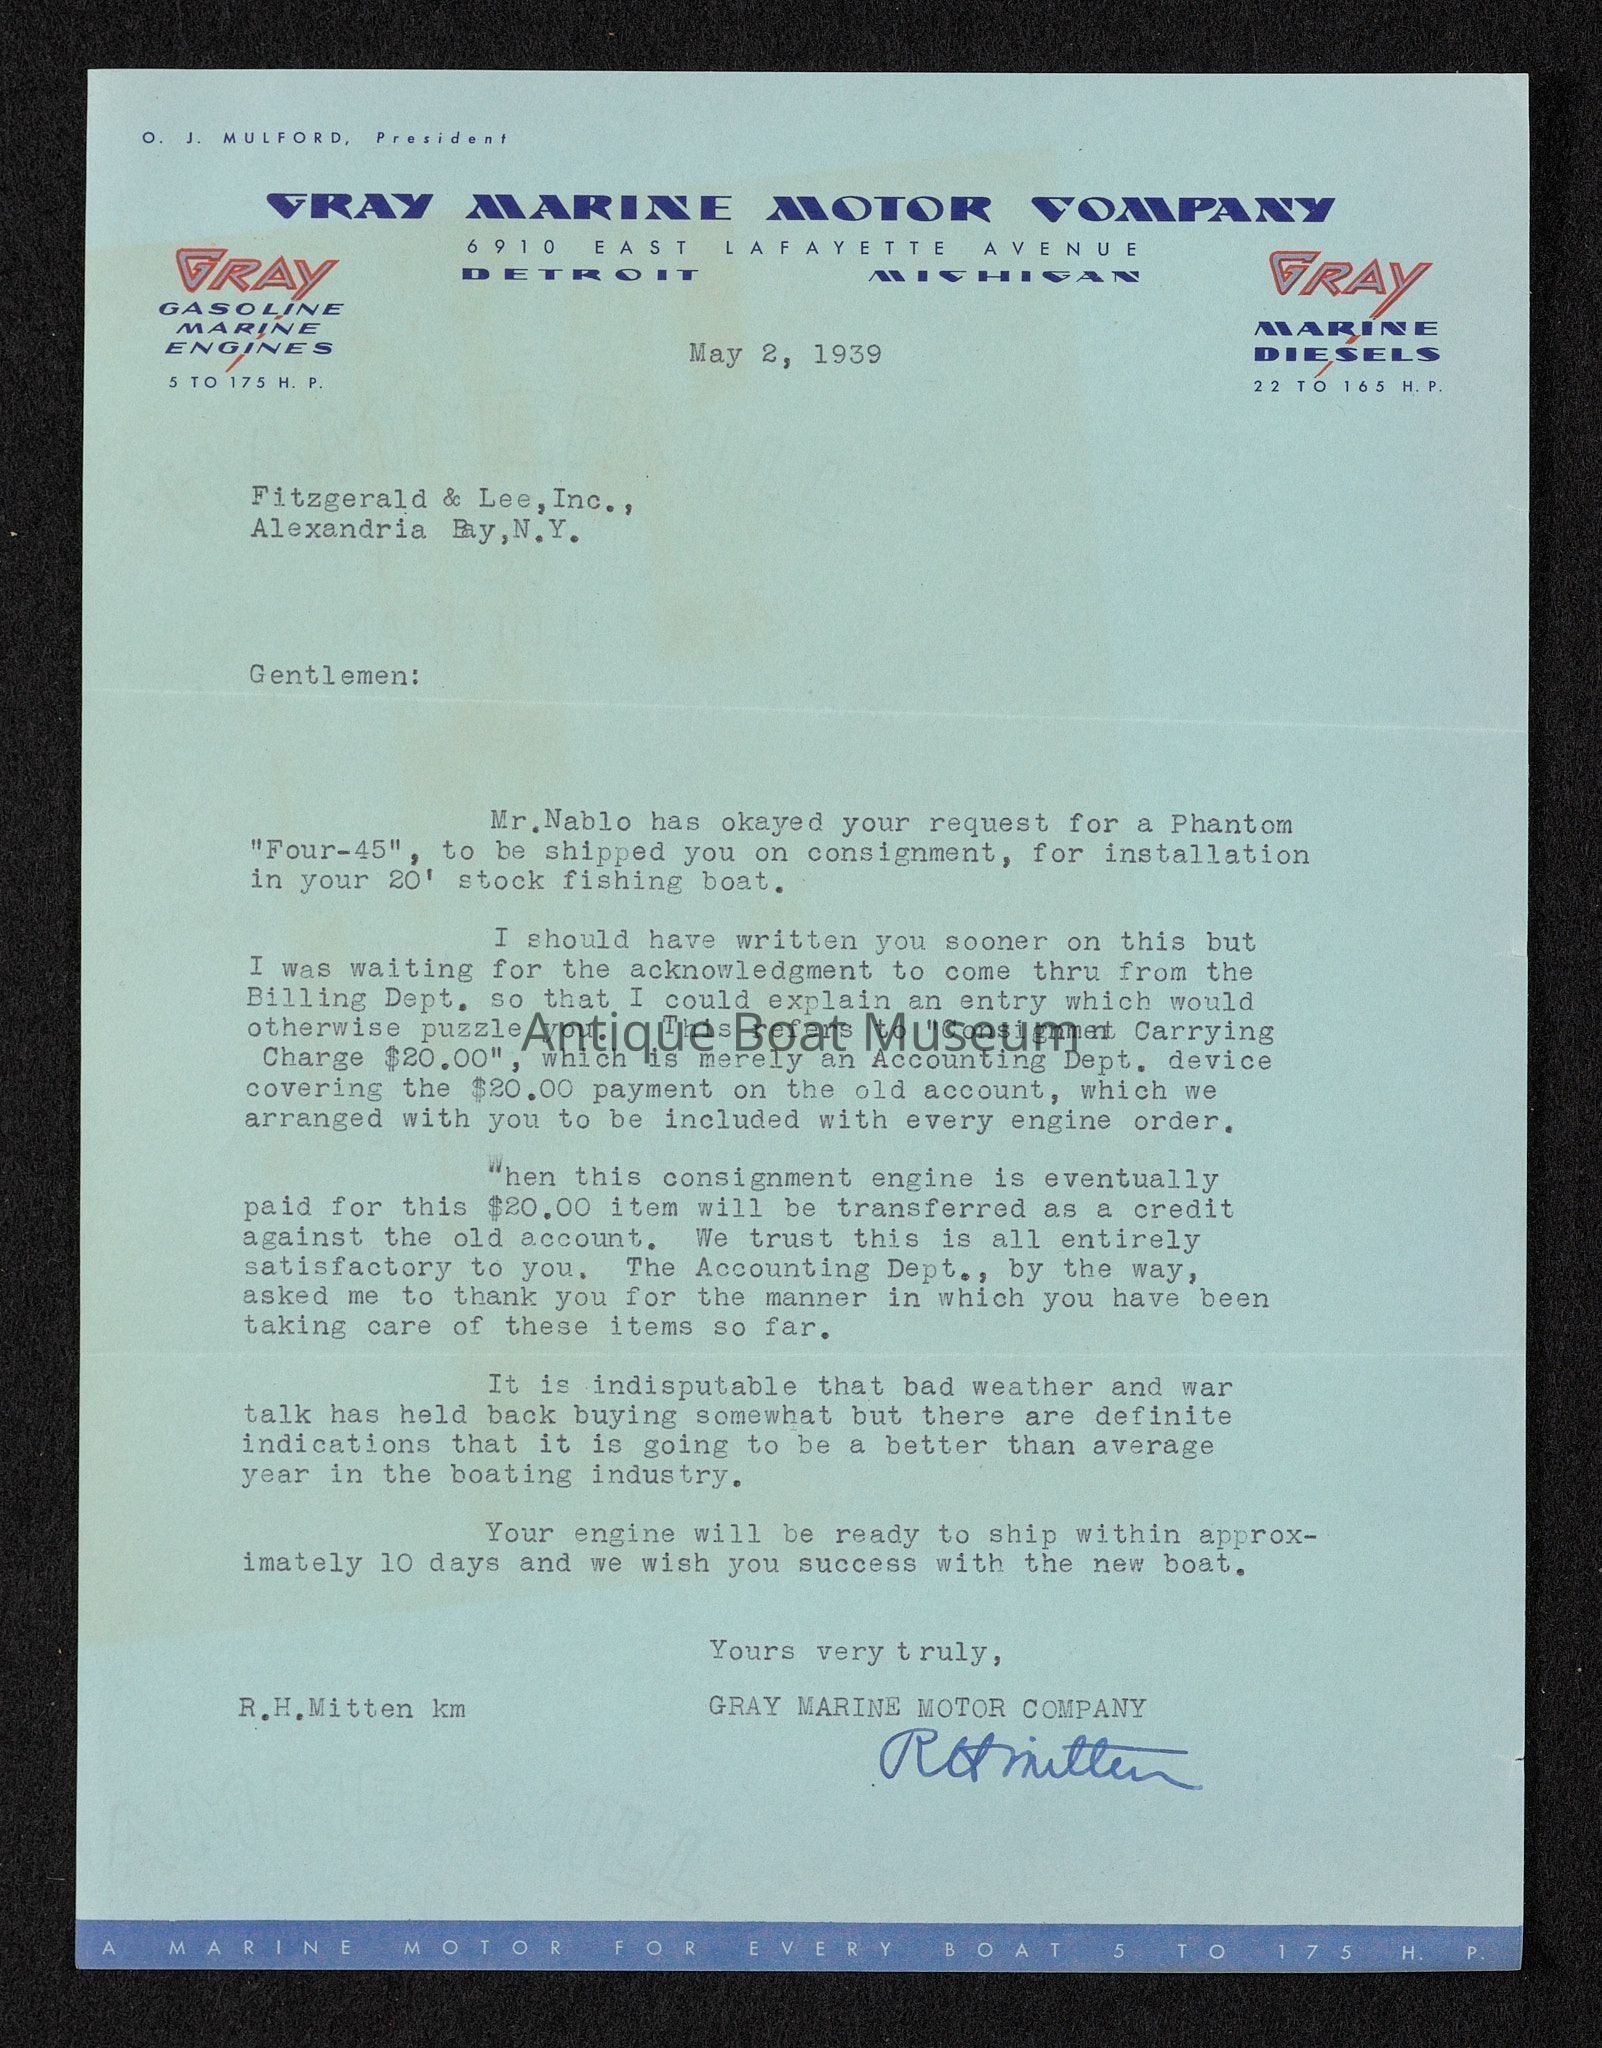 O. J. MULFORD, President
GRAY MARINE MOTOR COMPANY
6910 EAST LAFAYETTE AVENUE
DETROIT MICHIGAN
GRAY
GASOLINE
MARINE
ENGINES
5 TO 175 H. P.
GRAY
MARINE
DIESELS
22 TO 165 H. P.
May 2, 1939
Fitzgerald & Lee,Inc.,
Alexandria Bay,N.Y.
Gentlemen:
Mr.Nablo has okayed your request for a Phantom
"Four-45", to be shipped you on consignment, for installation
in your 20' stock fishing boat.
I should have written you sooner on this but
I was waiting for the acknowledgment to come thru from the
Billing Dept. so that I could explain an entry which would
otherwise puzzle you. This refers to "Consignment Carrying
Charge $20.00", which is merely an Accounting Dept. device
covering the $20.00 payment on the old account, which we
arranged with you to be included with every engine order.
When this consignment engine is eventually
paid for this $20.00 item will be transferred as a credit
against the old account. We trust this is all entirely
satisfactory to you. The Accounting Dept., by the way,
asked me to thank you for the manner in which you have been
taking care of these items so far.
It is indisputable that bad weather and war
talk has held back buying somewhat but there are definite
indications that it is going to be a better than average
year in the boating industry.
Your engine will be ready to ship within approx-
imately 10 days and we wish you success with the new boat.
Yours very truly,
R.H.Mitten km
GRAY MARINE MOTOR COMPANY
RHMitten
A MARINE MOTOR FOR EVERY BOAT 5 TO 175 H. P.
Antique Boat Museum